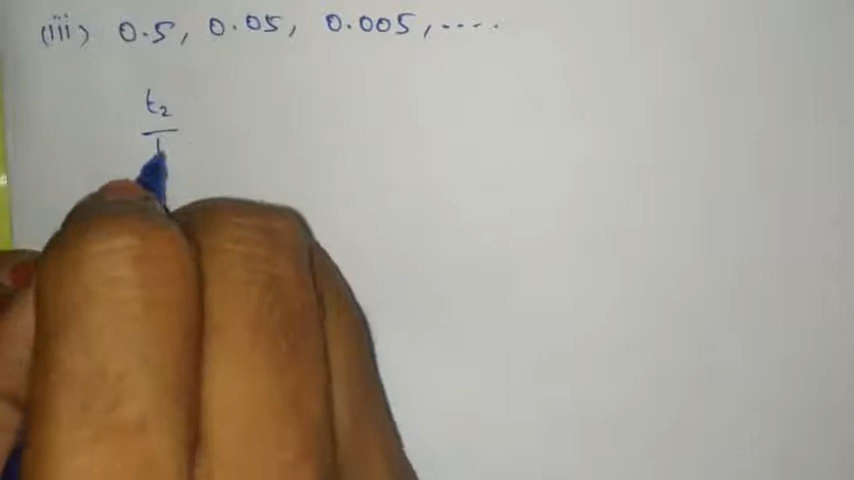 (iii) 0.5, 0.05, 0.005, ....
t₂